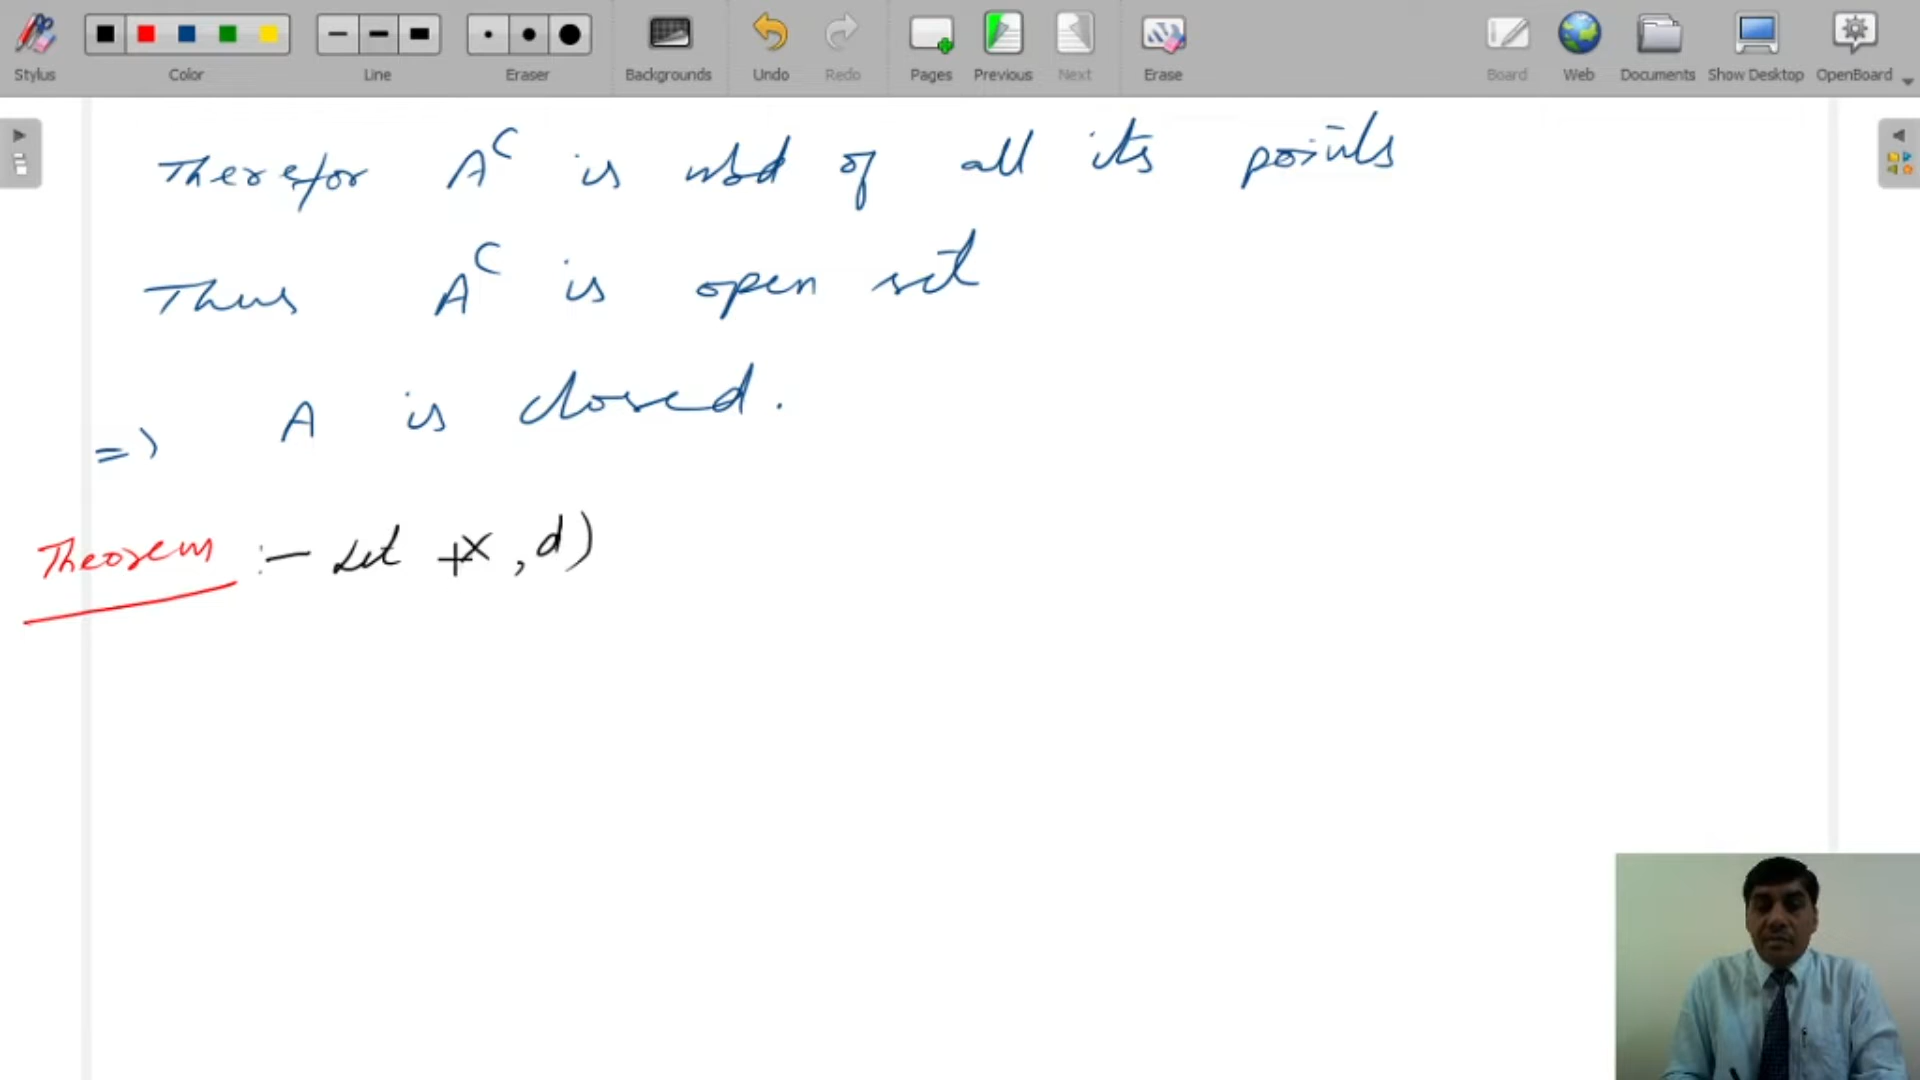 Stylus Color Line Eraser Backgrounds Undo Redo Pages Previous Next Erase Board Web Documents Show Desktop OpenBoard
Therefor A^C is nbd of all its points
Thus A^C is open set
=> A is closed.
Theorem :- Let (X, d)